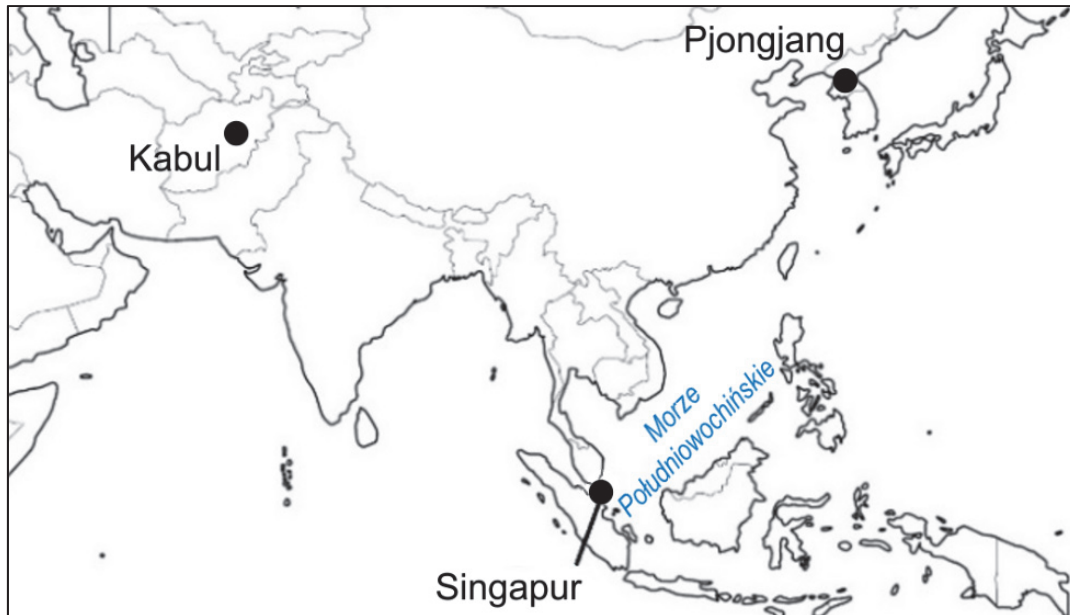 Pjongjang
Kabul
Morze
Południowochińskie
Singapur